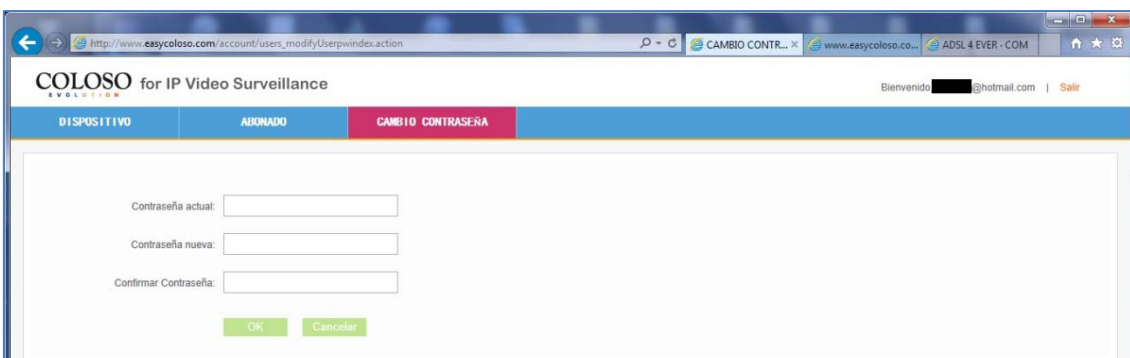 http://www.easycoloso.com/account/users_modifyUserpwindex.action
CAMBIO CONTR... × www.easycoloso.co... ADSL 4 EVER - COM
COLOSO for IP Video Surveillance
EVOLUTION
Bienvenido @hotmail.com | Salir
DISPOSITIVO ABONADO CAMBIO CONTRASEÑA
Contraseña actual:
Contraseña nueva:
Confirmar Contraseña:
OK Cancelar